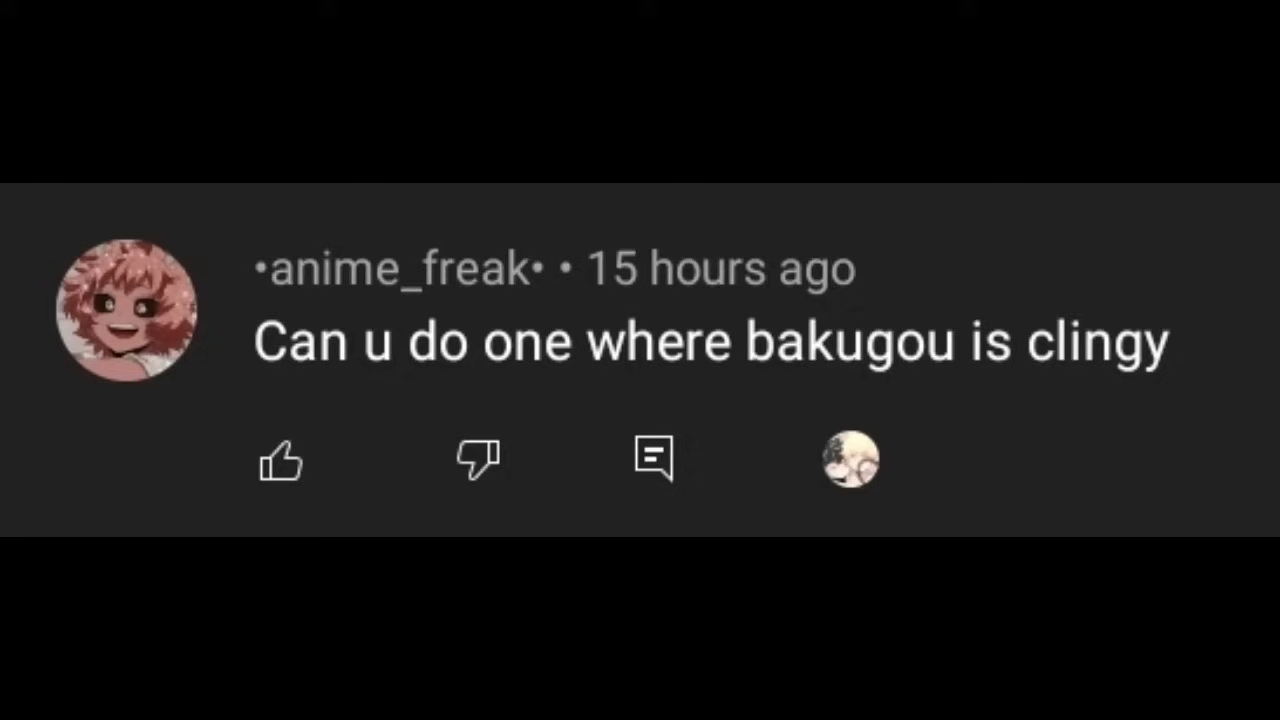 •anime_freak• • 15 hours ago
Can u do one where bakugou is clingy